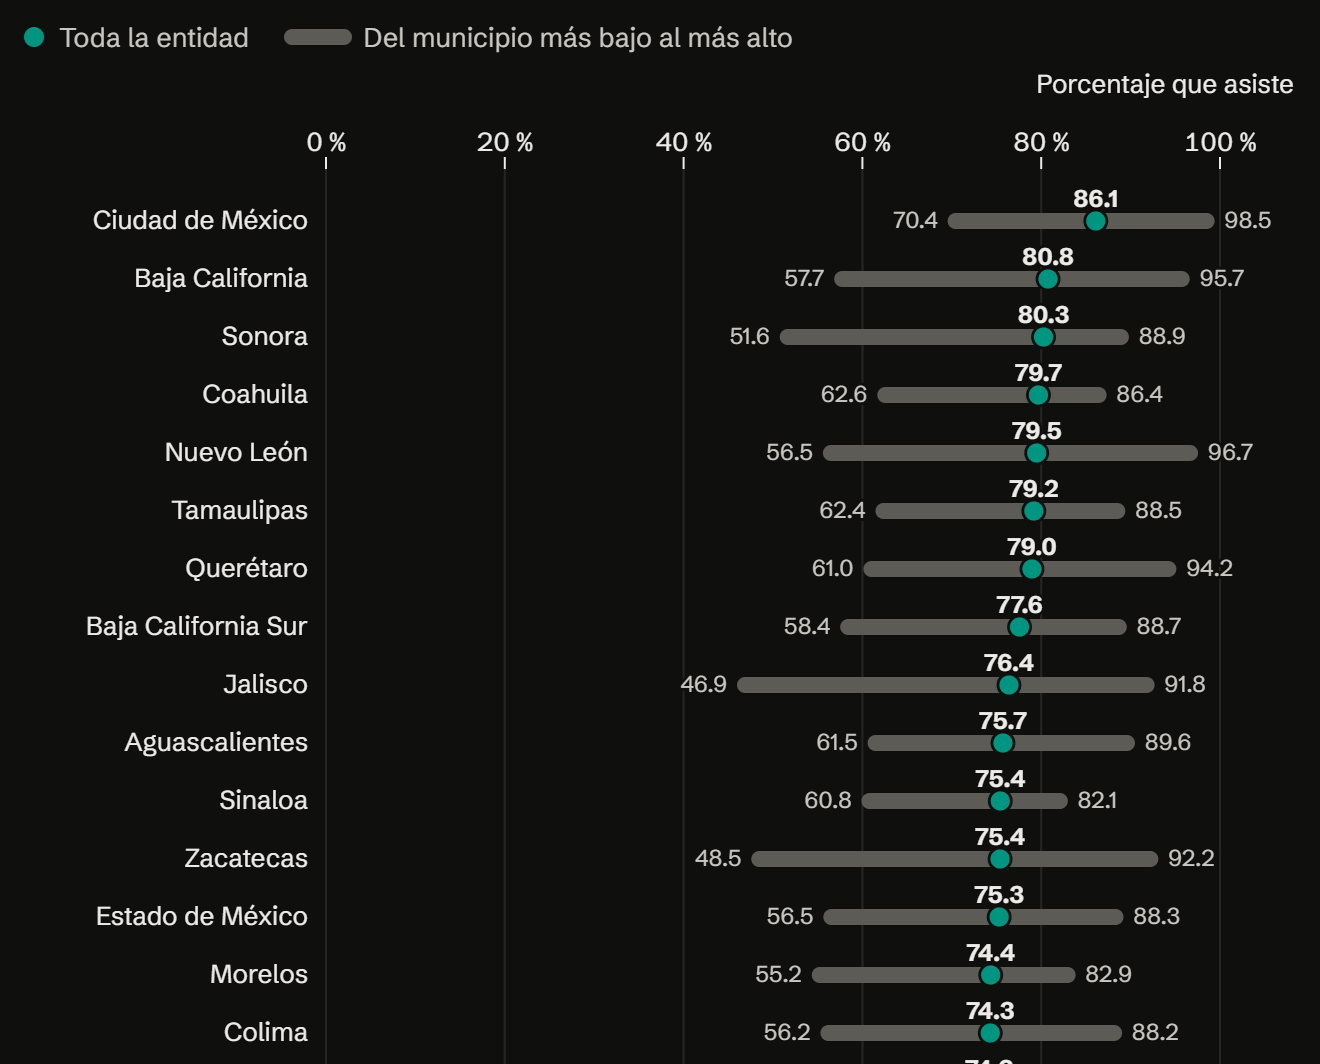 Toda la entidad Del municipio más bajo al más alto
Porcentaje que asiste
0 % 20 % 40 % 60 % 80 % 100 %
86.1
Ciudad de México 70.4 98.5
80.8
Baja California 57.7 95.7
80.3
Sonora 51.6 88.9
79.7
Coahuila 62.6 86.4
79.5
Nuevo León 56.5 96.7
79.2
Tamaulipas 62.4 88.5
79.0
Querétaro 61.0 94.2
77.6
Baja California Sur 58.4 88.7
76.4
Jalisco 46.9 91.8
75.7
Aguascalientes 61.5 89.6
75.4
Sinaloa 60.8 82.1
75.4
Zacatecas 48.5 92.2
75.3
Estado de México 56.5 88.3
74.4
Morelos 55.2 82.9
74.3
Colima 56.2 88.2